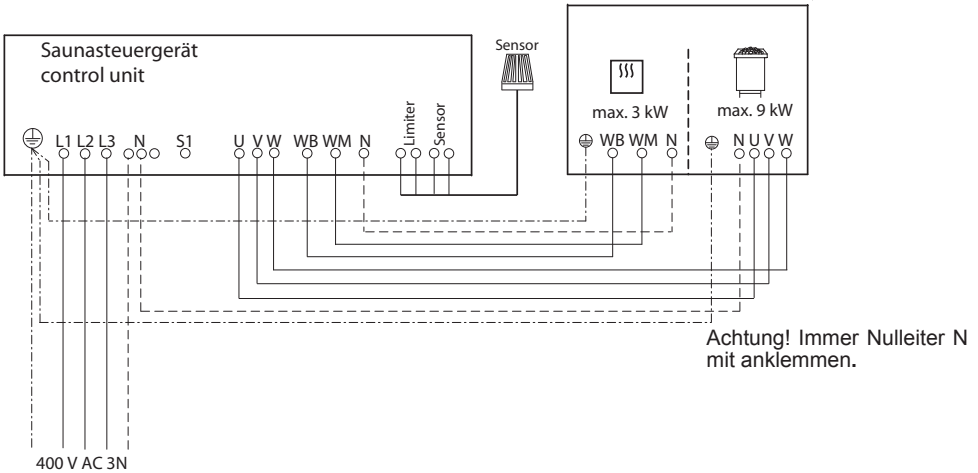 Saunasteuergerät
control unit
Sensor
max. 3 kW
max. 9 kW
L1 L2 L3 N S1 U V W WB WM N
Limiter
Sensor
WB WM N
N U V W
Achtung! Immer Nulleiter N
mit anklemmen.
400 V AC 3N